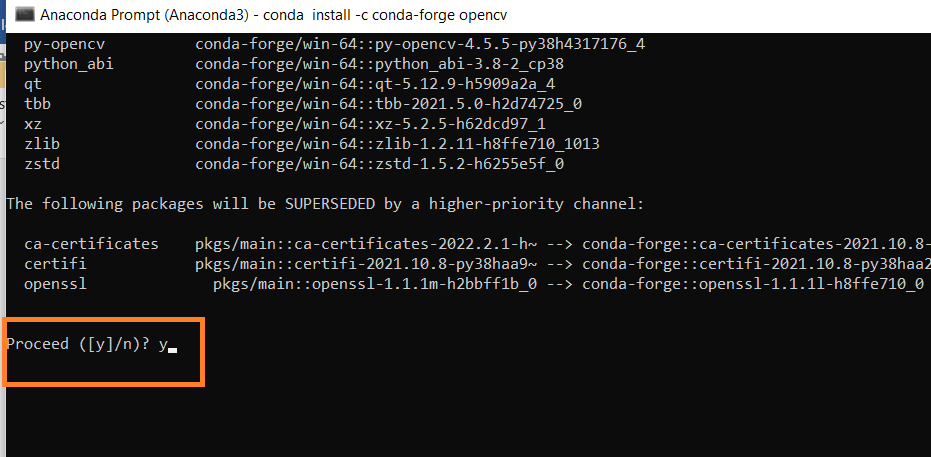 Anaconda Prompt (Anaconda3) - conda  install -c conda-forge opencv
py-opencv conda-forge/win-64::py-opencv-4.5.5-py38h4317176_4
python_abi conda-forge/win-64::python_abi-3.8-2_cp38
qt conda-forge/win-64::qt-5.12.9-h5909a2a_4
tbb conda-forge/win-64::tbb-2021.5.0-h2d74725_0
xz conda-forge/win-64::xz-5.2.5-h62dcd97_1
zlib conda-forge/win-64::zlib-1.2.11-h8ffe710_1013
zstd conda-forge/win-64::zstd-1.5.2-h6255e5f_0
The following packages will be SUPERSEDED by a higher-priority channel:
ca-certificates pkgs/main::ca-certificates-2022.2.1-h~ --> conda-forge::ca-certificates-2021.10.8-
certifi pkgs/main::certifi-2021.10.8-py38haa9~ --> conda-forge::certifi-2021.10.8-py38haa2
openssl pkgs/main::openssl-1.1.1m-h2bbff1b_0 --> conda-forge::openssl-1.1.1l-h8ffe710_0
Proceed ([y]/n)? y